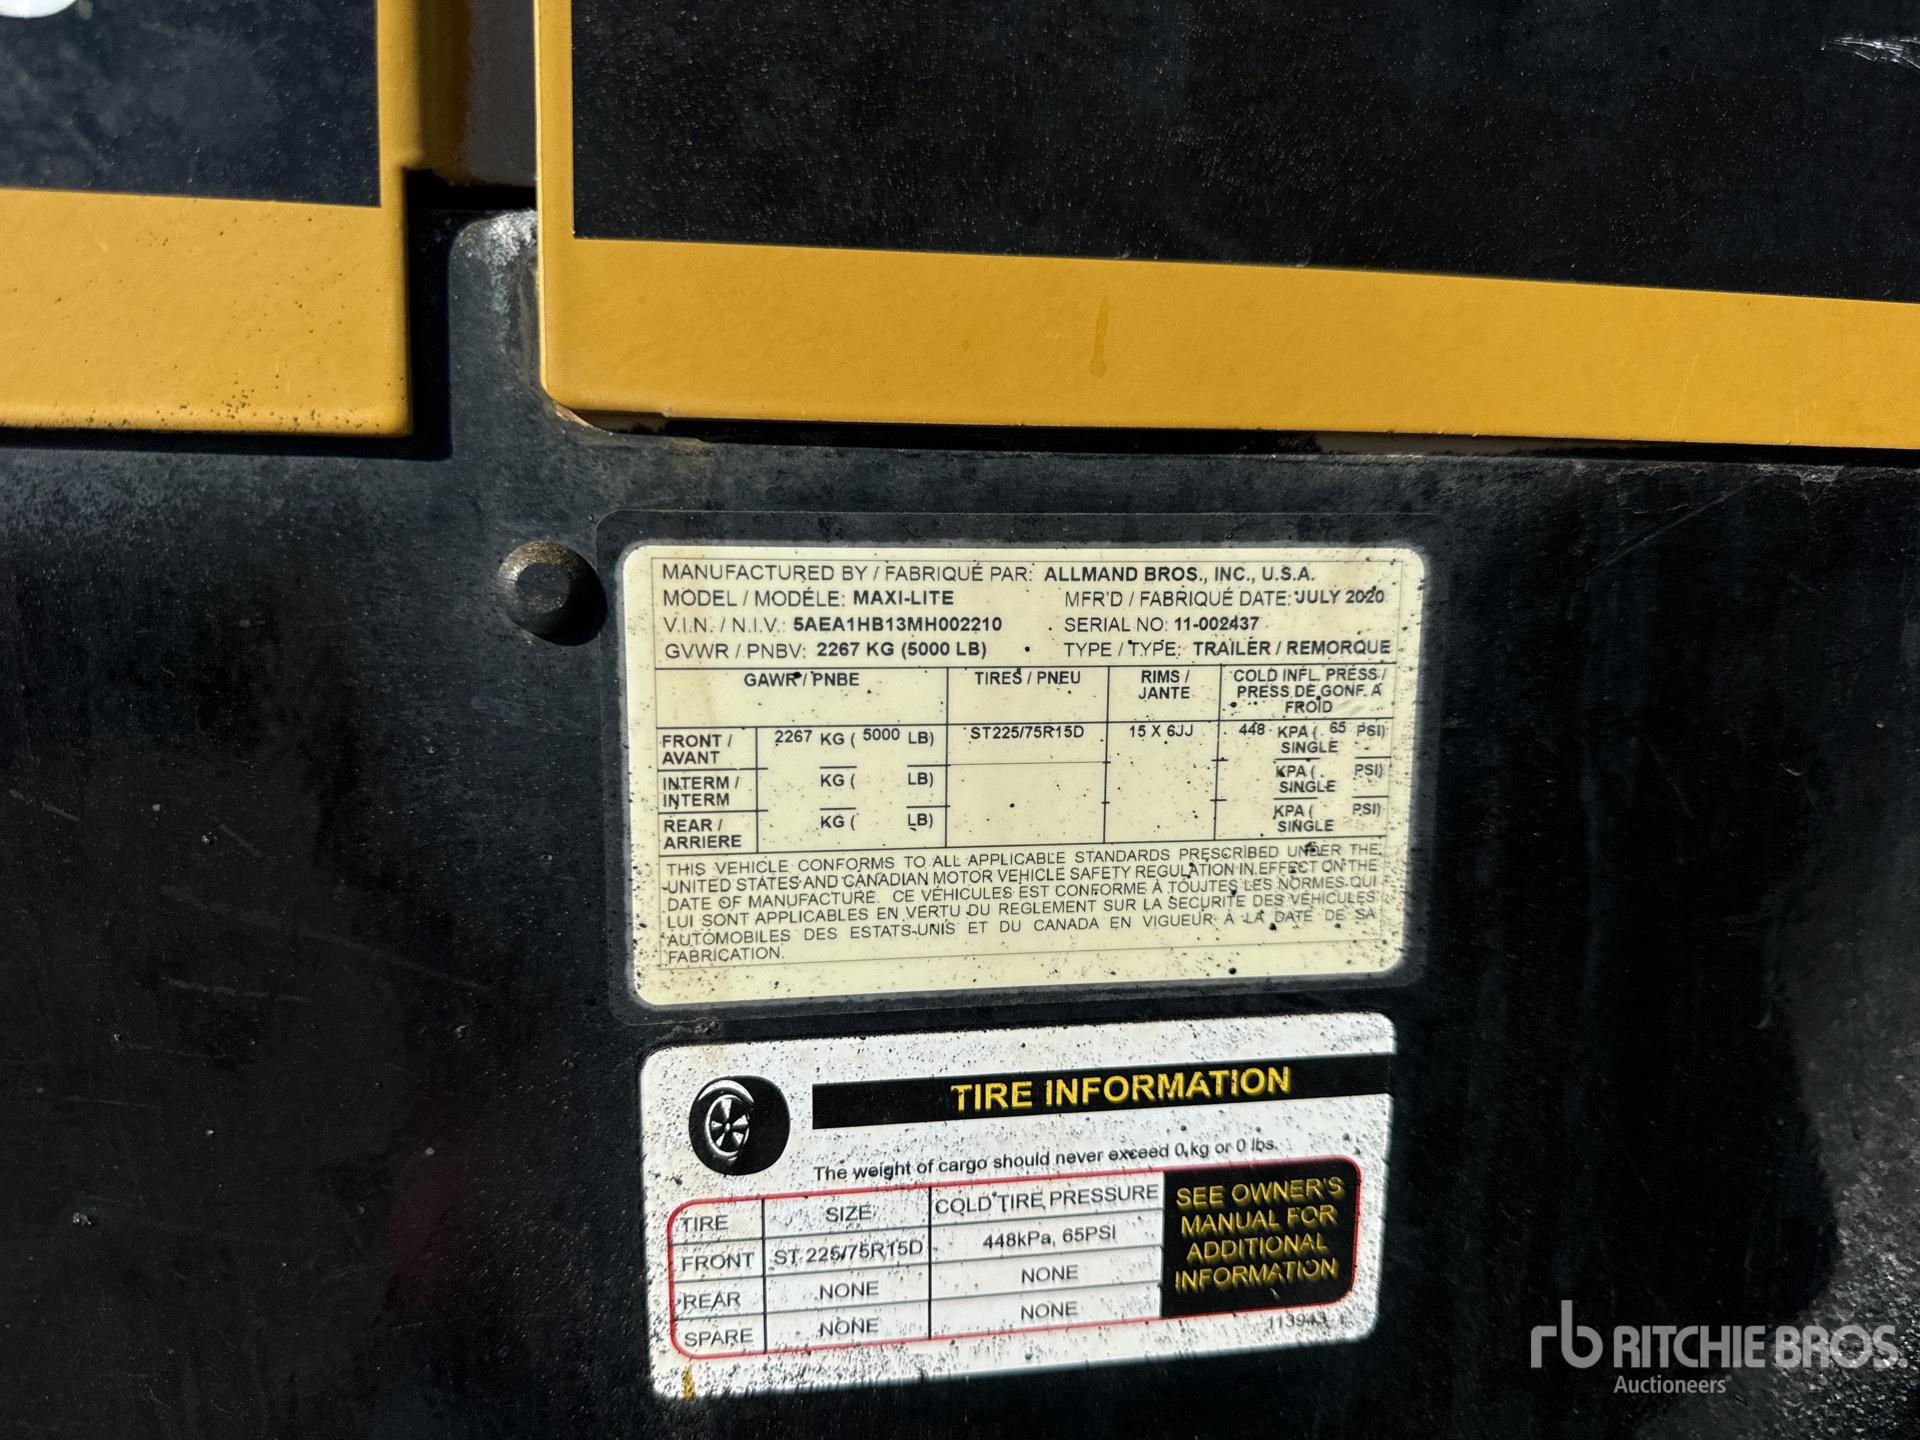 MANUFACTURED BY / FABRIQUÉ PAR: ALLMAND BROS., INC., U.S.A.
MODEL / MODÉLE: MAXI-LITE MFR'D / FABRIQUÉ DATE: JULY 2020
V.I.N. / N.I.V.: 5AEA1HB13MH002210 SERIAL NO: 11-002437
GVWR / PNBV: 2267 KG (5000 LB) TYPE / TYPE: TRAILER / REMORQUE
GAWR / PNBE TIRES / PNEU RIMS / JANTE COLD INFL. PRESS / PRESS DE GONF. A FROID
FRONT / AVANT 2267 KG ( 5000 LB) ST225/75R15D 15 X 6JJ 448 KPA ( 65 PSI) SINGLE
INTERM / INTERM KG ( LB) KPA ( PSI) SINGLE
REAR / ARRIERE KG ( LB) KPA ( PSI) SINGLE
THIS VEHICLE CONFORMS TO ALL APPLICABLE STANDARDS PRESCRIBED UNDER THE
UNITED STATES AND CANADIAN MOTOR VEHICLE SAFETY REGULATION IN EFFECT ON THE
DATE OF MANUFACTURE. CE VÉHICULES EST CONFORME À TOUTES LES NORMES QUI
LUI SONT APPLICABLES EN VERTU DU REGLEMENT SUR LA SECURITE DES VÉHICULES
AUTOMOBILES DES ESTATS-UNIS ET DU CANADA EN VIGUEUR À LA DATE DE SA
FABRICATION.
TIRE INFORMATION
The weight of cargo should never exceed 0 kg or 0 lbs.
TIRE SIZE COLD TIRE PRESSURE
FRONT ST 225/75R15D 448kPa, 65PSI
REAR NONE NONE
SPARE NONE NONE
SEE OWNER'S
MANUAL FOR
ADDITIONAL
INFORMATION
113943
rb RITCHIE BROS.
Auctioneers